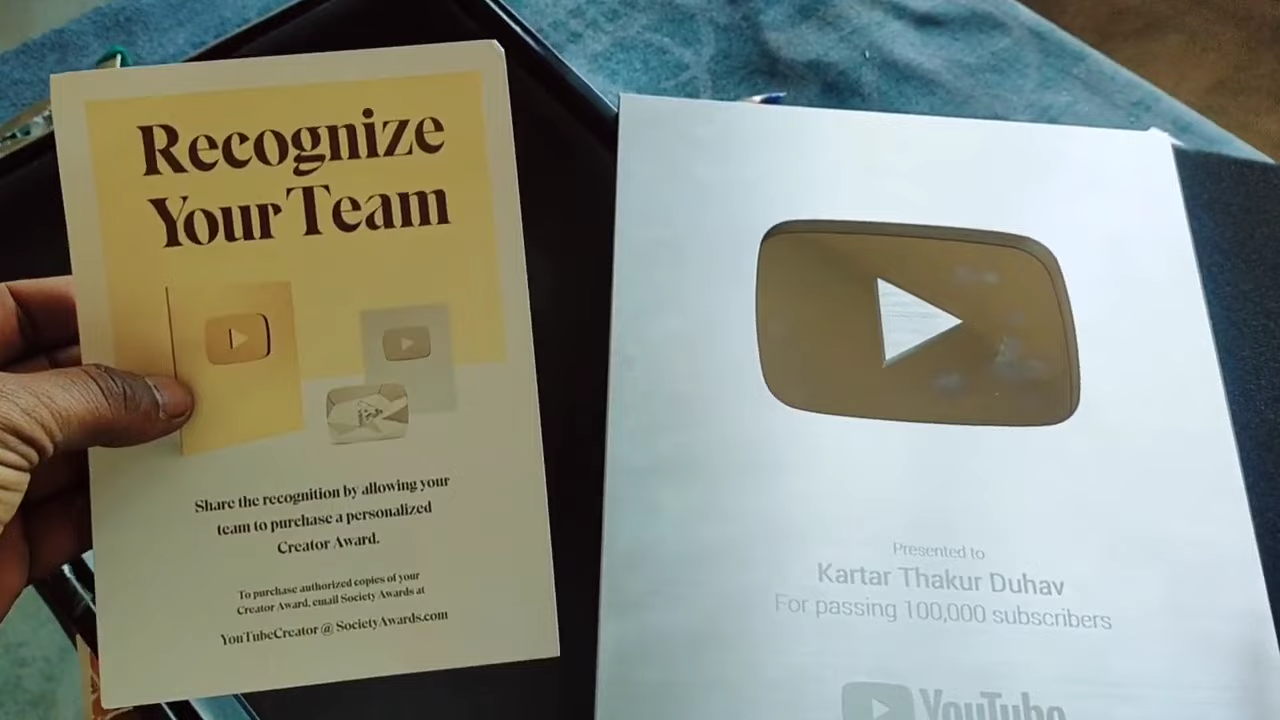 Recognize
Your Team
Share the recognition by allowing your
team to purchase a personalized
Creator Award.
To purchase authorized copies of your
Creator Award, email Society Awards at
YouTubeCreator @ SocietyAwards.com
Presented to
Kartar Thakur Duhav
For passing 100,000 subscribers
YouTube